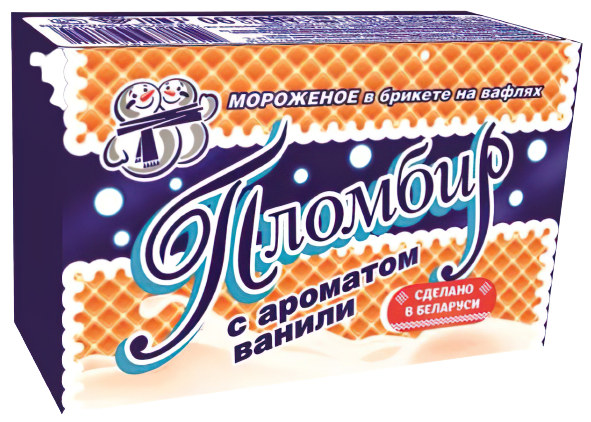 МОРОЖЕНОЕ в брикете на вафлях
Пломбир
с ароматом
ванили
СДЕЛАНО
В БЕЛАРУСИ